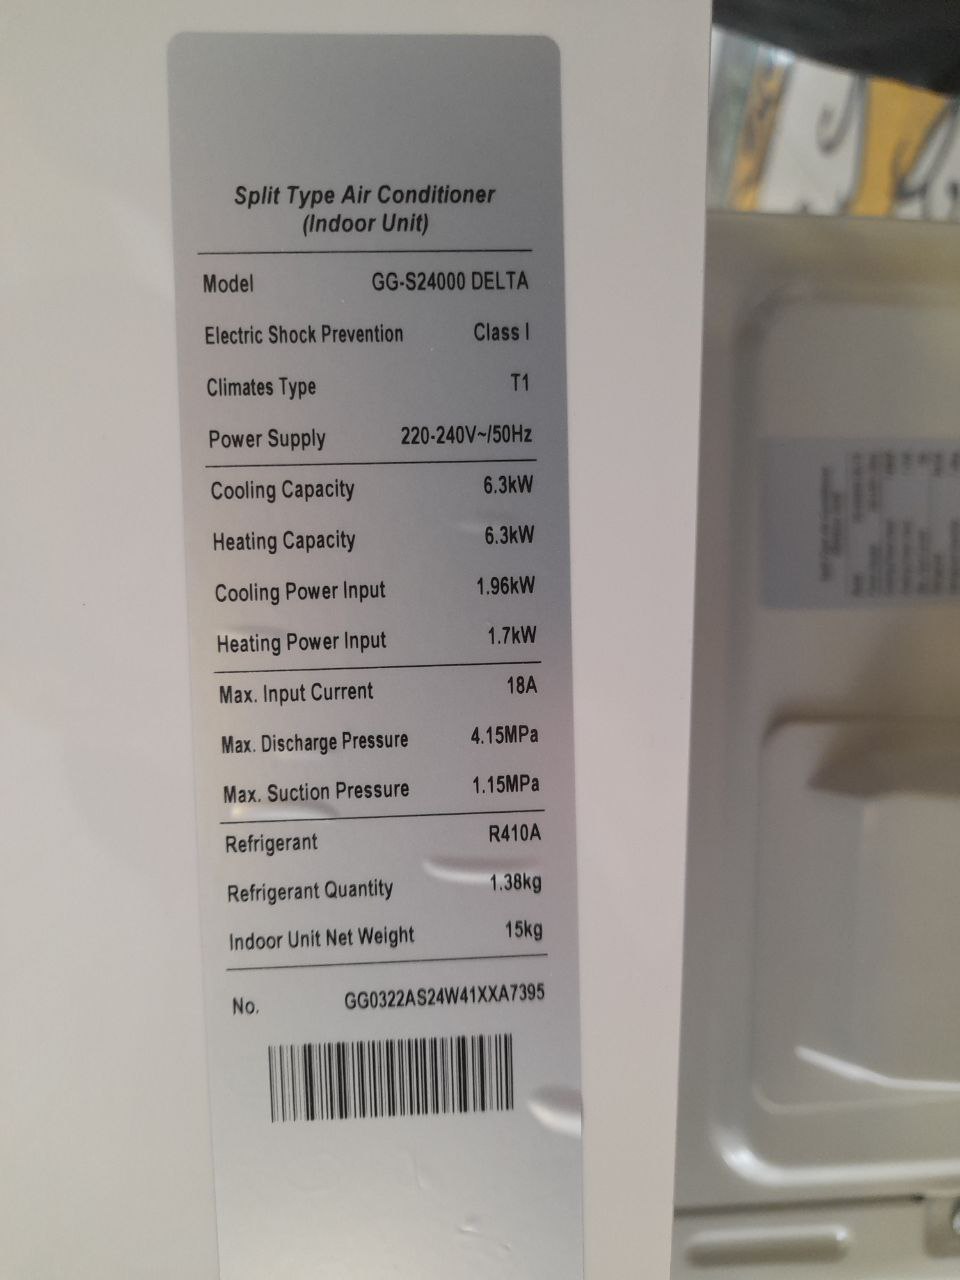 Split Type Air Conditioner
(Indoor Unit)
Model GG-S24000 DELTA
Electric Shock Prevention Class I
Climates Type T1
Power Supply 220-240V~/50Hz
Cooling Capacity 6.3kW
Heating Capacity 6.3kW
Cooling Power Input 1.96kW
Heating Power Input 1.7kW
Max. Input Current 18A
Max. Discharge Pressure 4.15MPa
Max. Suction Pressure 1.15MPa
Refrigerant R410A
Refrigerant Quantity 1.38kg
Indoor Unit Net Weight 15kg
No. GG0322AS24W41XXA7395